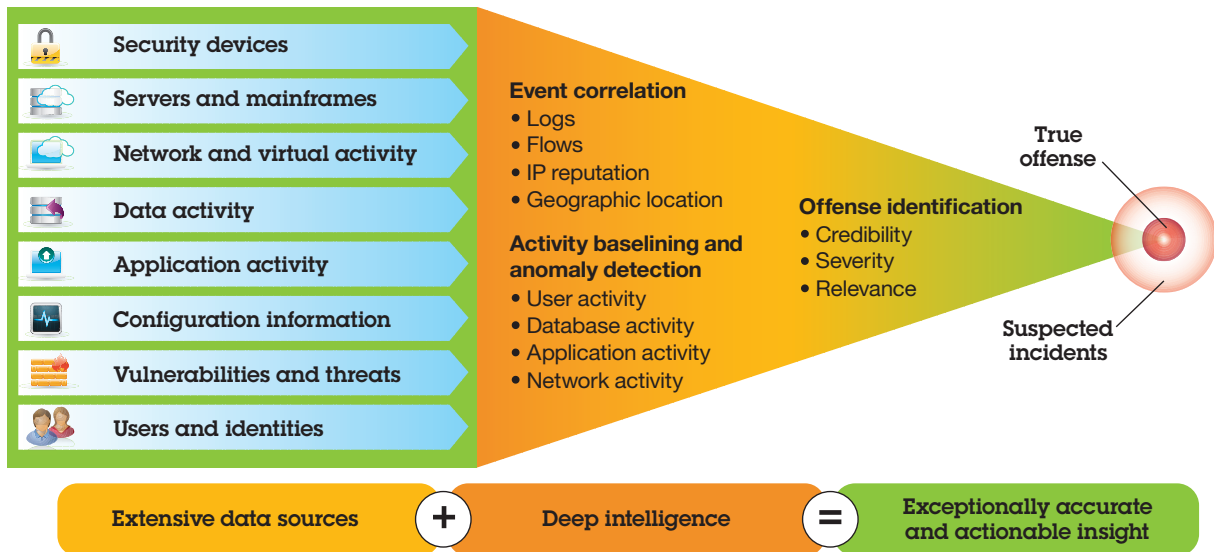 Security devices
Servers and mainframes
Network and virtual activity
Data activity
Application activity
Configuration information
Vulnerabilities and threats
Users and identities
Event correlation
• Logs
• Flows
• IP reputation
• Geographic location
Activity baselining and
anomaly detection
• User activity
• Database activity
• Application activity
• Network activity
Offense identification
• Credibility
• Severity
• Relevance
True
offense
Suspected
incidents
Extensive data sources
+
Deep intelligence
=
Exceptionally accurate
and actionable insight